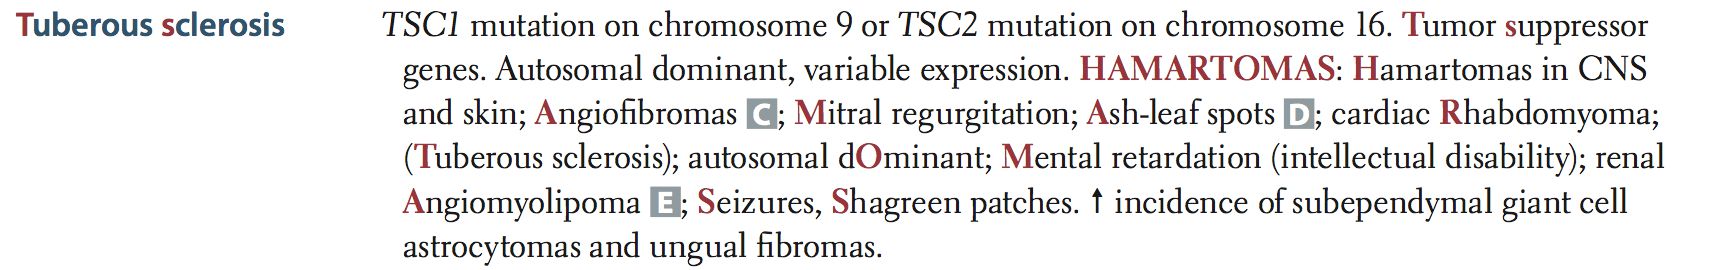 Tuberous sclerosis TSC1 mutation on chromosome 9 or TSC2 mutation on chromosome 16. Tumor suppressor
genes. Autosomal dominant, variable expression. HAMARTOMAS: Hamartomas in CNS
and skin; Angiofibromas C; Mitral regurgitation; Ash-leaf spots D; cardiac Rhabdomyoma;
(Tuberous sclerosis); autosomal dOminant; Mental retardation (intellectual disability); renal
Angiomyolipoma E; Seizures, Shagreen patches. ↑ incidence of subependymal giant cell
astrocytomas and ungual fibromas.